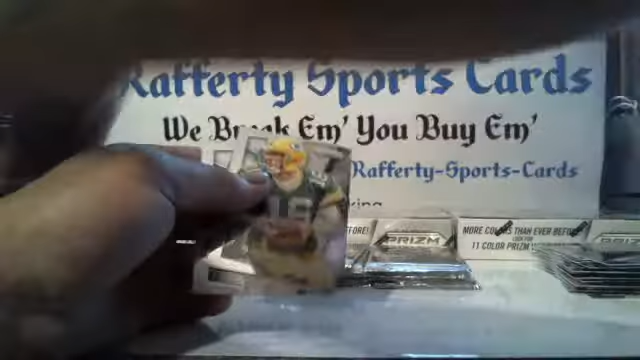 Rafferty Sports Cards
We Break Em' You Buy Em'
Rafferty-Sports-Cards
MORE COLORS THAN EVER BEFORE!
11 COLOR PRIZM
PRIZM